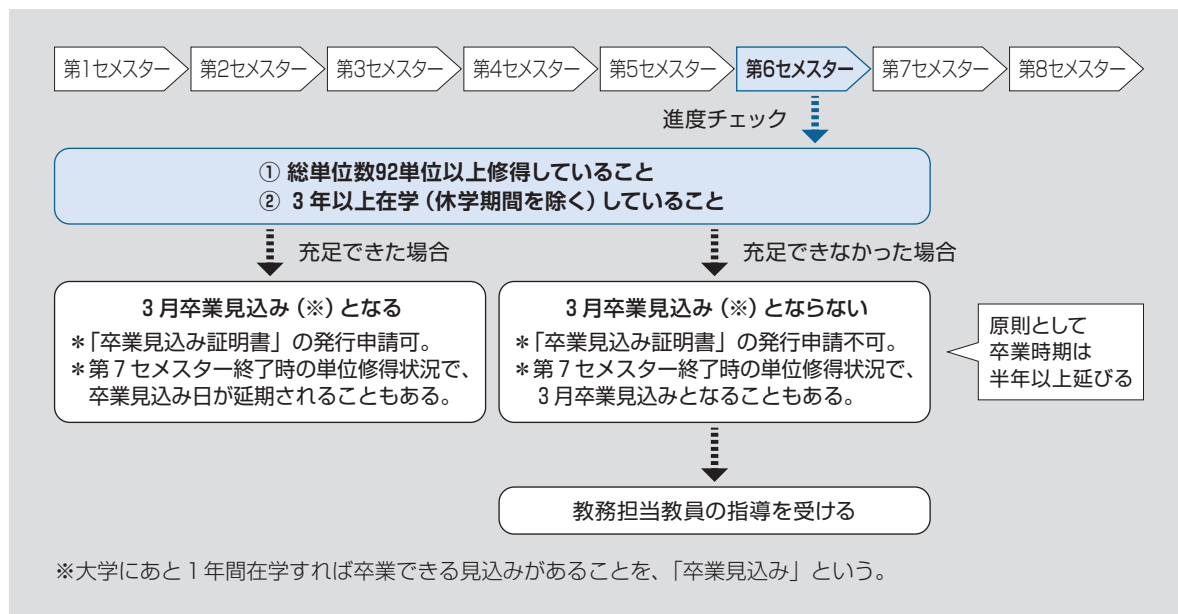 第1セメスター 第2セメスター 第3セメスター 第4セメスター 第5セメスター 第6セメスター 第7セメスター 第8セメスター
進度チェック
① 総単位数92単位以上修得していること
② 3年以上在学(休学期間を除く)していること
充足できた場合
充足できなかった場合
3月卒業見込み(※)となる
*「卒業見込み証明書」の発行申請可。
*第7セメスター終了時の単位修得状況で、
卒業見込み日が延期されることもある。
3月卒業見込み(※)とならない
*「卒業見込み証明書」の発行申請不可。
*第7セメスター終了時の単位修得状況で、
3月卒業見込みとなることもある。
原則として
卒業時期は
半年以上延びる
教務担当教員の指導を受ける
※大学にあと1年間在学すれば卒業できる見込みがあることを、「卒業見込み」という。